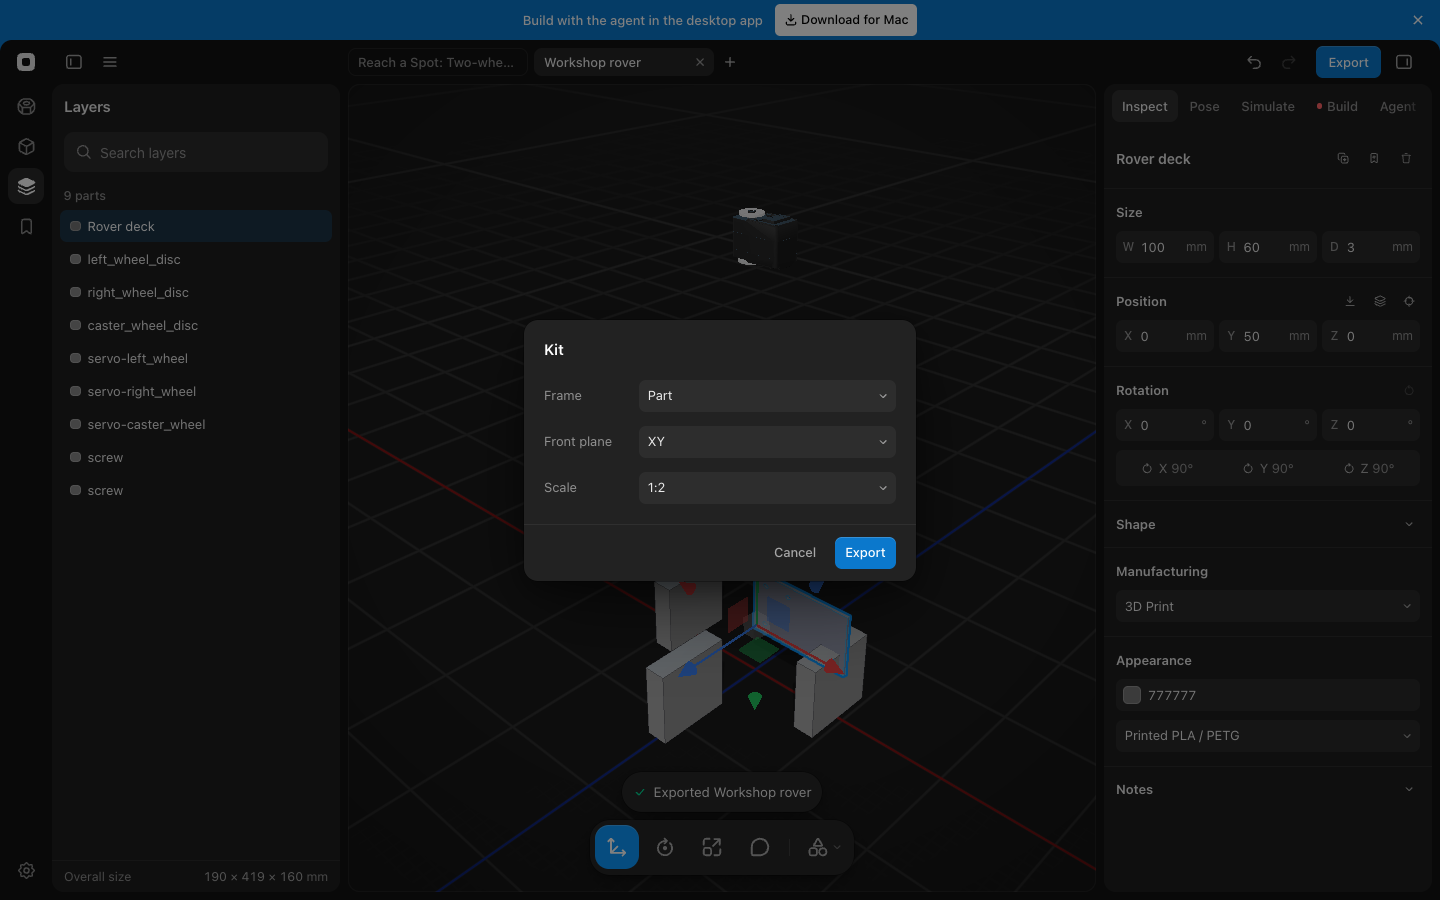 Build with the agent in the desktop app
Download for Mac
Reach a Spot: Two-whe...
Workshop rover
Export
Layers
Search layers
9 parts
Rover deck
left_wheel_disc
right_wheel_disc
caster_wheel_disc
servo-left_wheel
servo-right_wheel
servo-caster_wheel
screw
screw
Overall size 190 × 419 × 160 mm
Kit
Frame Part
Front plane XY
Scale 1:2
Cancel Export
Exported Workshop rover
Inspect Pose Simulate Build Agent
Rover deck
Size
W 100 mm H 60 mm D 3 mm
Position
X 0 mm Y 50 mm Z 0 mm
Rotation
X 0 ° Y 0 ° Z 0 °
X 90° Y 90° Z 90°
Shape
Manufacturing
3D Print
Appearance
777777
Printed PLA / PETG
Notes